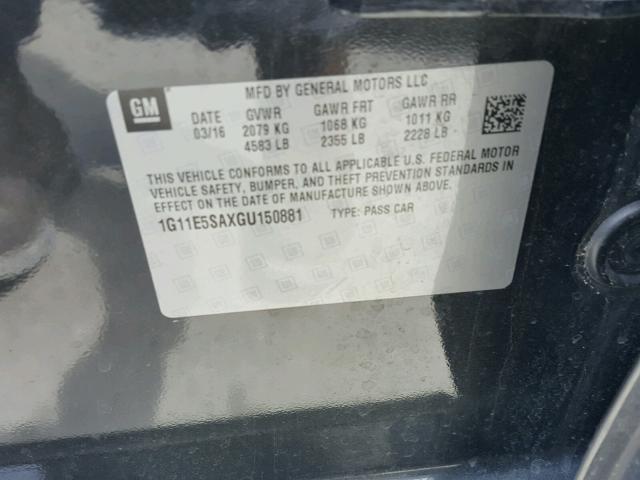 GM
MFD BY GENERAL MOTORS LLC
DATE GVWR GAWR FRT GAWR RR
03/16 2079 KG 1068 KG 1011 KG
4583 LB 2355 LB 2228 LB
THIS VEHICLE CONFORMS TO ALL APPLICABLE U.S. FEDERAL MOTOR
VEHICLE SAFETY, BUMPER, AND THEFT PREVENTION STANDARDS IN
EFFECT ON THE DATE OF MANUFACTURE SHOWN ABOVE.
1G11E5SAXGU150881 TYPE: PASS CAR